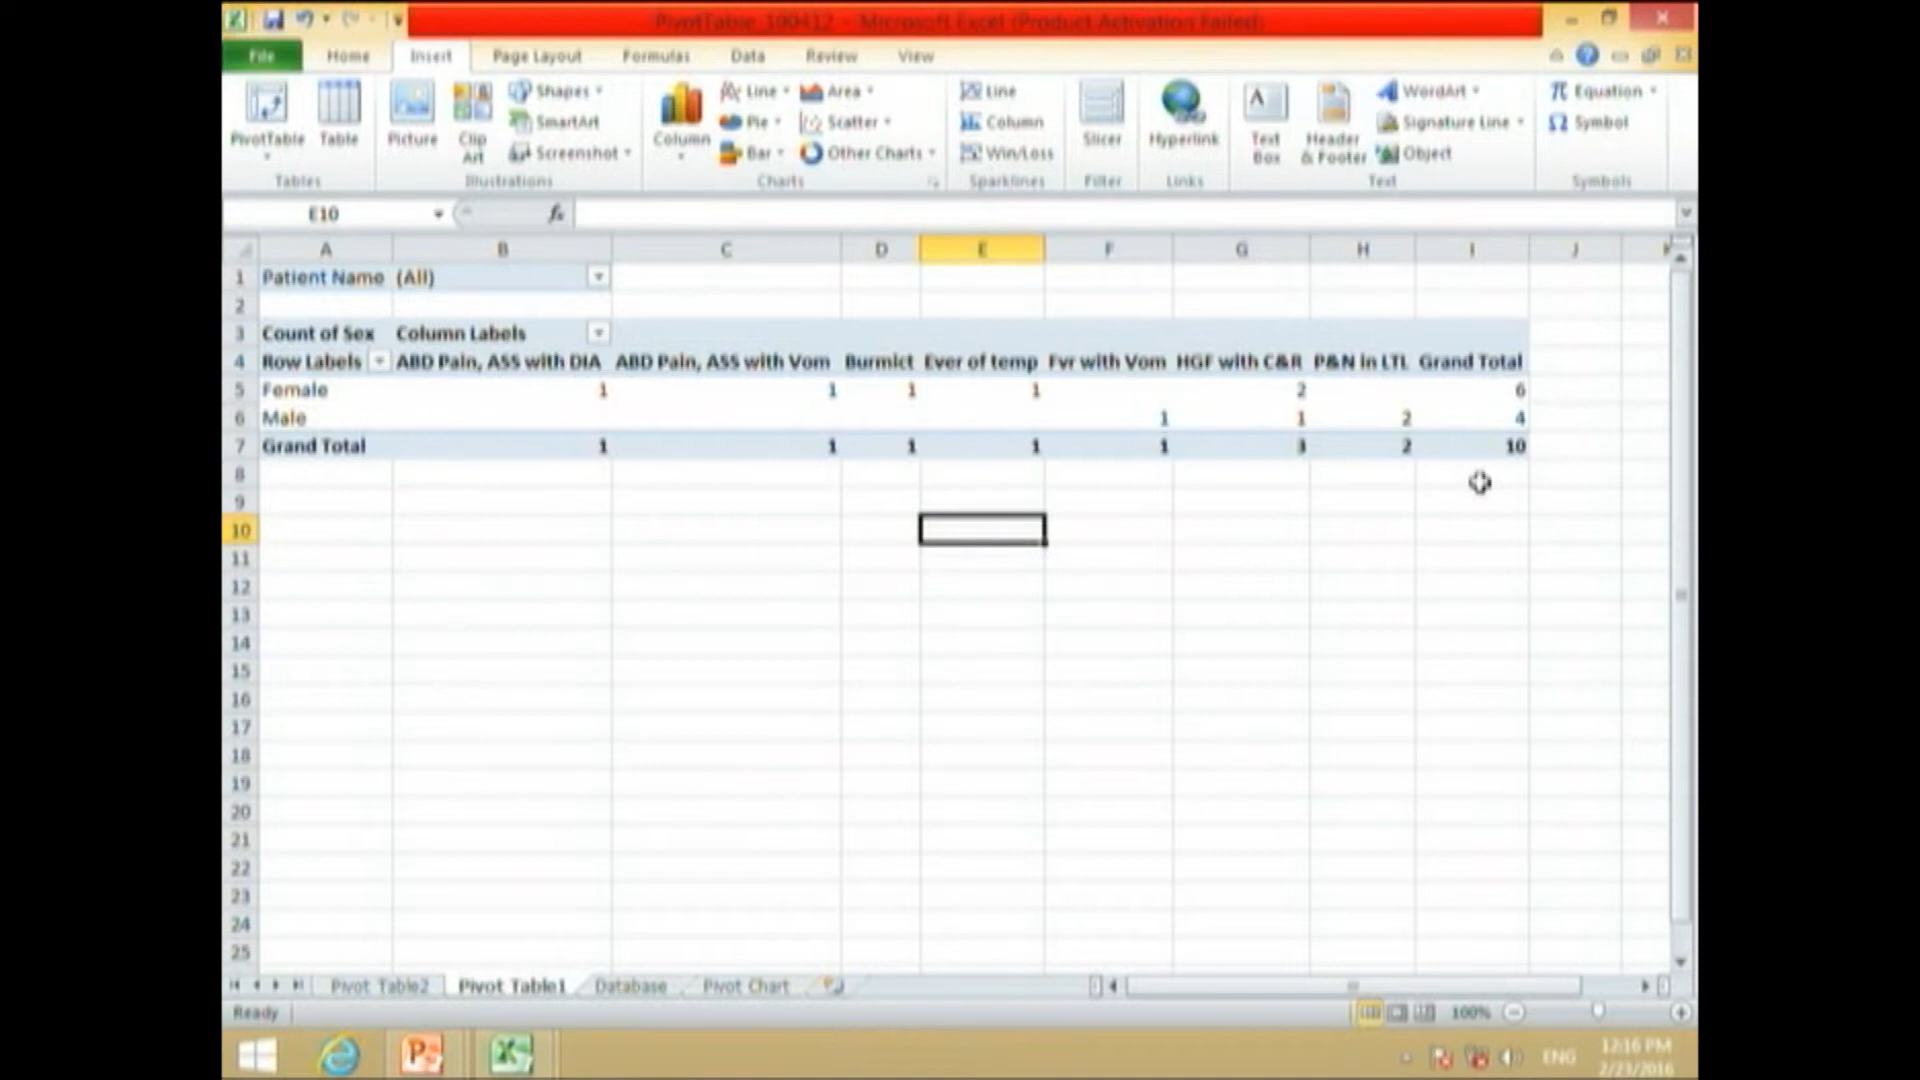 PivotTable_100412 - Microsoft Excel (Product Activation Failed)
File Home Insert Page Layout Formulas Data Review View
PivotTable Table Picture Clip Art Shapes SmartArt Screenshot Column Line Pie Bar Area Scatter Other Charts Line Column Win/Loss Slicer Hyperlink Text Box Header & Footer WordArt Signature Line Object Equation Symbol
Tables Illustrations Charts Sparklines Filter Links Text Symbols
E10 fx
A B C D E F G H I J K
1 Patient Name (All)
2
3 Count of Sex Column Labels
4 Row Labels ABD Pain, ASS with DIA ABD Pain, ASS with Vom Burmict Ever of temp Fvr with Vom HGF with C&R P&N in LTL Grand Total
5 Female 1 1 1 1 2 6
6 Male 1 1 2 4
7 Grand Total 1 1 1 1 1 3 2 10
8
9
10
11
12
13
14
15
16
17
18
19
20
21
22
23
24
25
Pivot Table2 Pivot Table1 Database Pivot Chart
Ready 100%
ENG 12:16 PM
2/23/2016